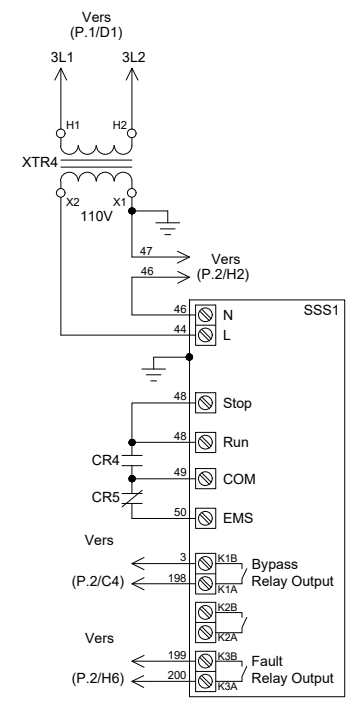 Vers
(P.1/D1)
3L1
3L2
H1
H2
XTR4
X2
X1
110V
47
Vers
46
(P.2/H2)
SSS1
46
N
44
L
48
Stop
48
Run
CR4
49
COM
CR5
50
EMS
Vers
3
K1B
Bypass
(P.2/C4)
198
K1A
Relay Output
K2B
K2A
Vers
199
K3B
Fault
(P.2/H6)
200
K3A
Relay Output